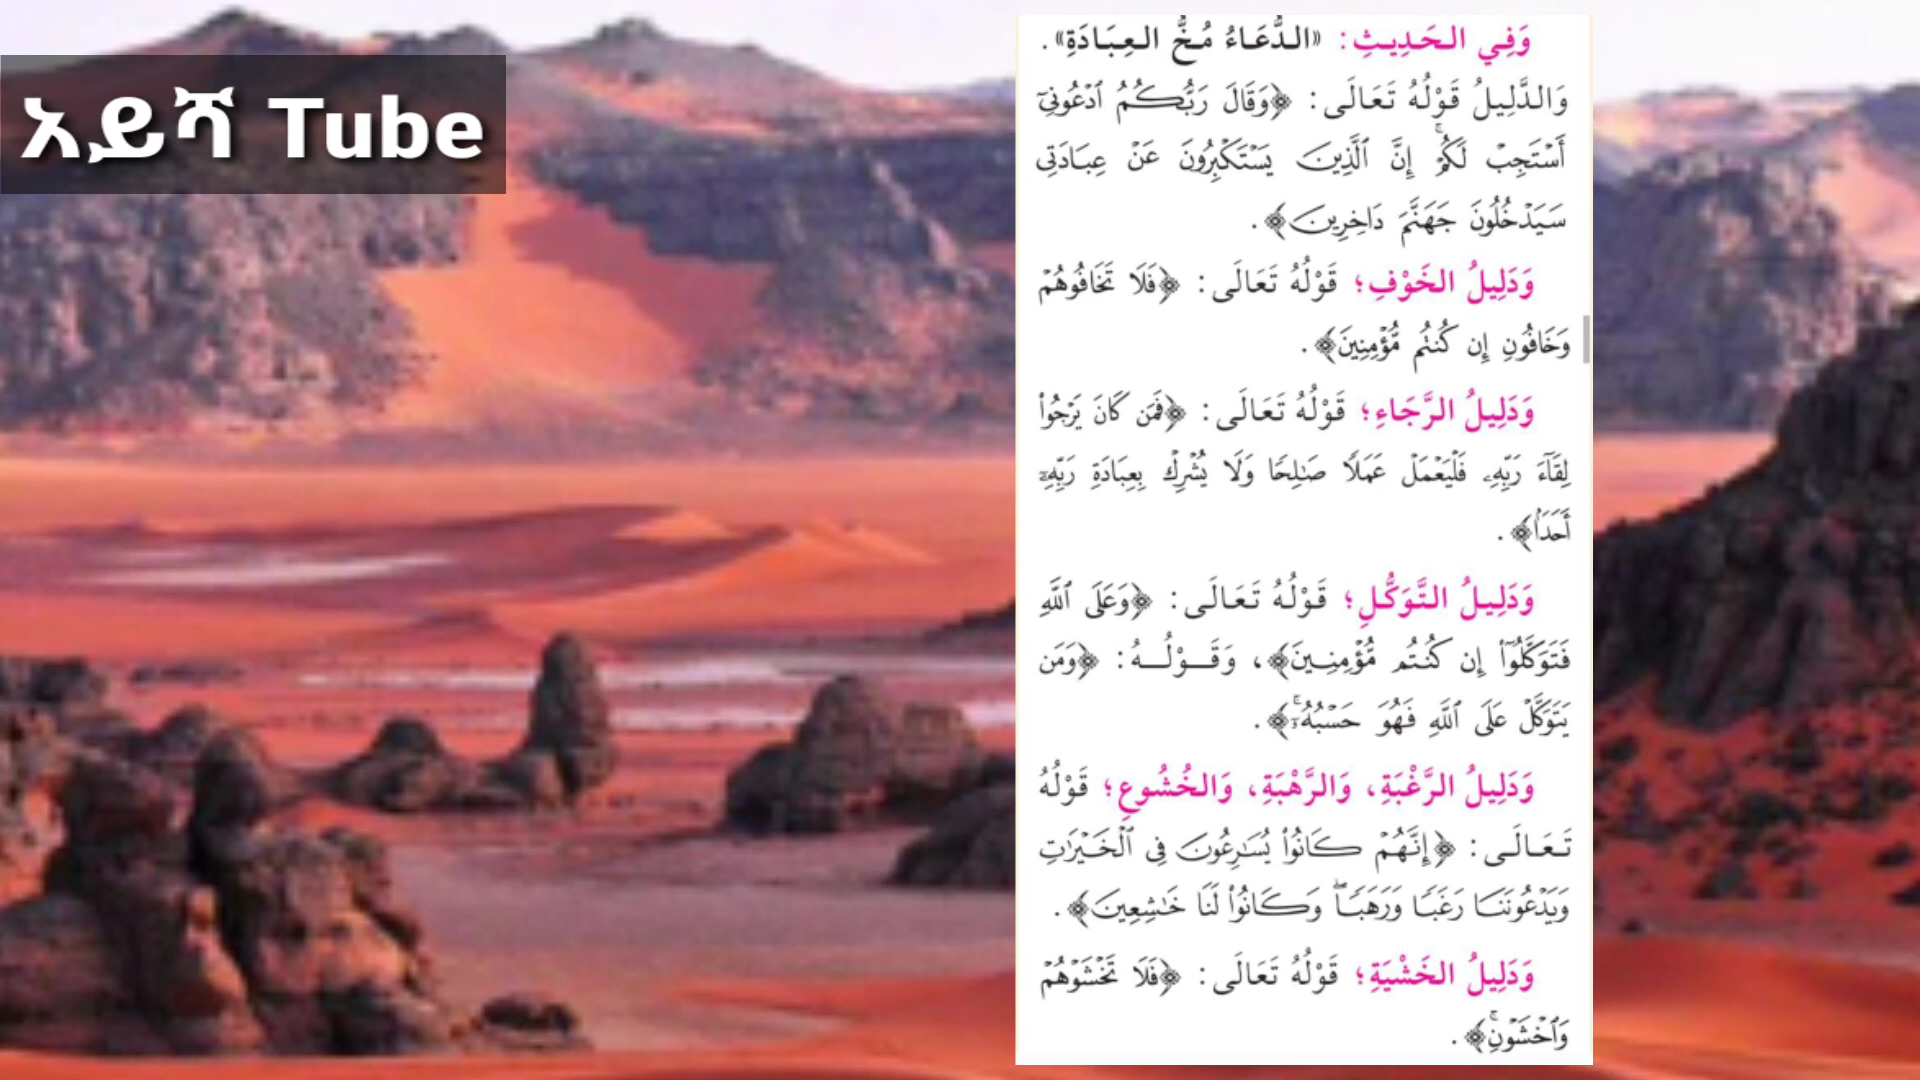 አይሻ Tube
وَفِي الحَدِيثِ: «الدُّعَاءُ مُخُّ العِبَادَةِ».
وَالدَّلِيلُ قَوْلُهُ تَعَالَى: ﴿وَقَالَ رَبُّكُمُ ٱدْعُونِىٓ
أَسْتَجِبْ لَكُمْ ۚ إِنَّ ٱلَّذِينَ يَسْتَكْبِرُونَ عَنْ عِبَادَتِى
سَيَدْخُلُونَ جَهَنَّمَ دَاخِرِينَ﴾.
وَدَلِيلُ الخَوْفِ؛ قَوْلُهُ تَعَالَى: ﴿فَلَا تَخَافُوهُمْ
وَخَافُونِ إِن كُنتُم مُّؤْمِنِينَ﴾.
وَدَلِيلُ الرَّجَاءِ؛ قَوْلُهُ تَعَالَى: ﴿فَمَن كَانَ يَرْجُوا۟
لِقَآءَ رَبِّهِۦ فَلْيَعْمَلْ عَمَلًا صَـٰلِحًا وَلَا يُشْرِكْ بِعِبَادَةِ رَبِّهِۦٓ
أَحَدًۢا﴾.
وَدَلِيلُ التَّوَكُّلِ؛ قَوْلُهُ تَعَالَى: ﴿وَعَلَى ٱللَّهِ
فَتَوَكَّلُوٓا۟ إِن كُنتُم مُّؤْمِنِينَ﴾، وَقَوْلُهُ: ﴿وَمَن
يَتَوَكَّلْ عَلَى ٱللَّهِ فَهُوَ حَسْبُهُۥٓ ۚ﴾.
وَدَلِيلُ الرَّغْبَةِ، وَالرَّهْبَةِ، وَالخُشُوعِ؛ قَوْلُهُ
تَعَالَى: ﴿إِنَّهُمْ كَانُوا۟ يُسَـٰرِعُونَ فِى ٱلْخَيْرَٰتِ
وَيَدْعُونَنَا رَغَبًا وَرَهَبًا ۖ وَكَانُوا۟ لَنَا خَـٰشِعِينَ﴾.
وَدَلِيلُ الخَشْيَةِ؛ قَوْلُهُ تَعَالَى: ﴿فَلَا تَخْشَوْهُمْ
وَٱخْشَوْنِ ۚ﴾.